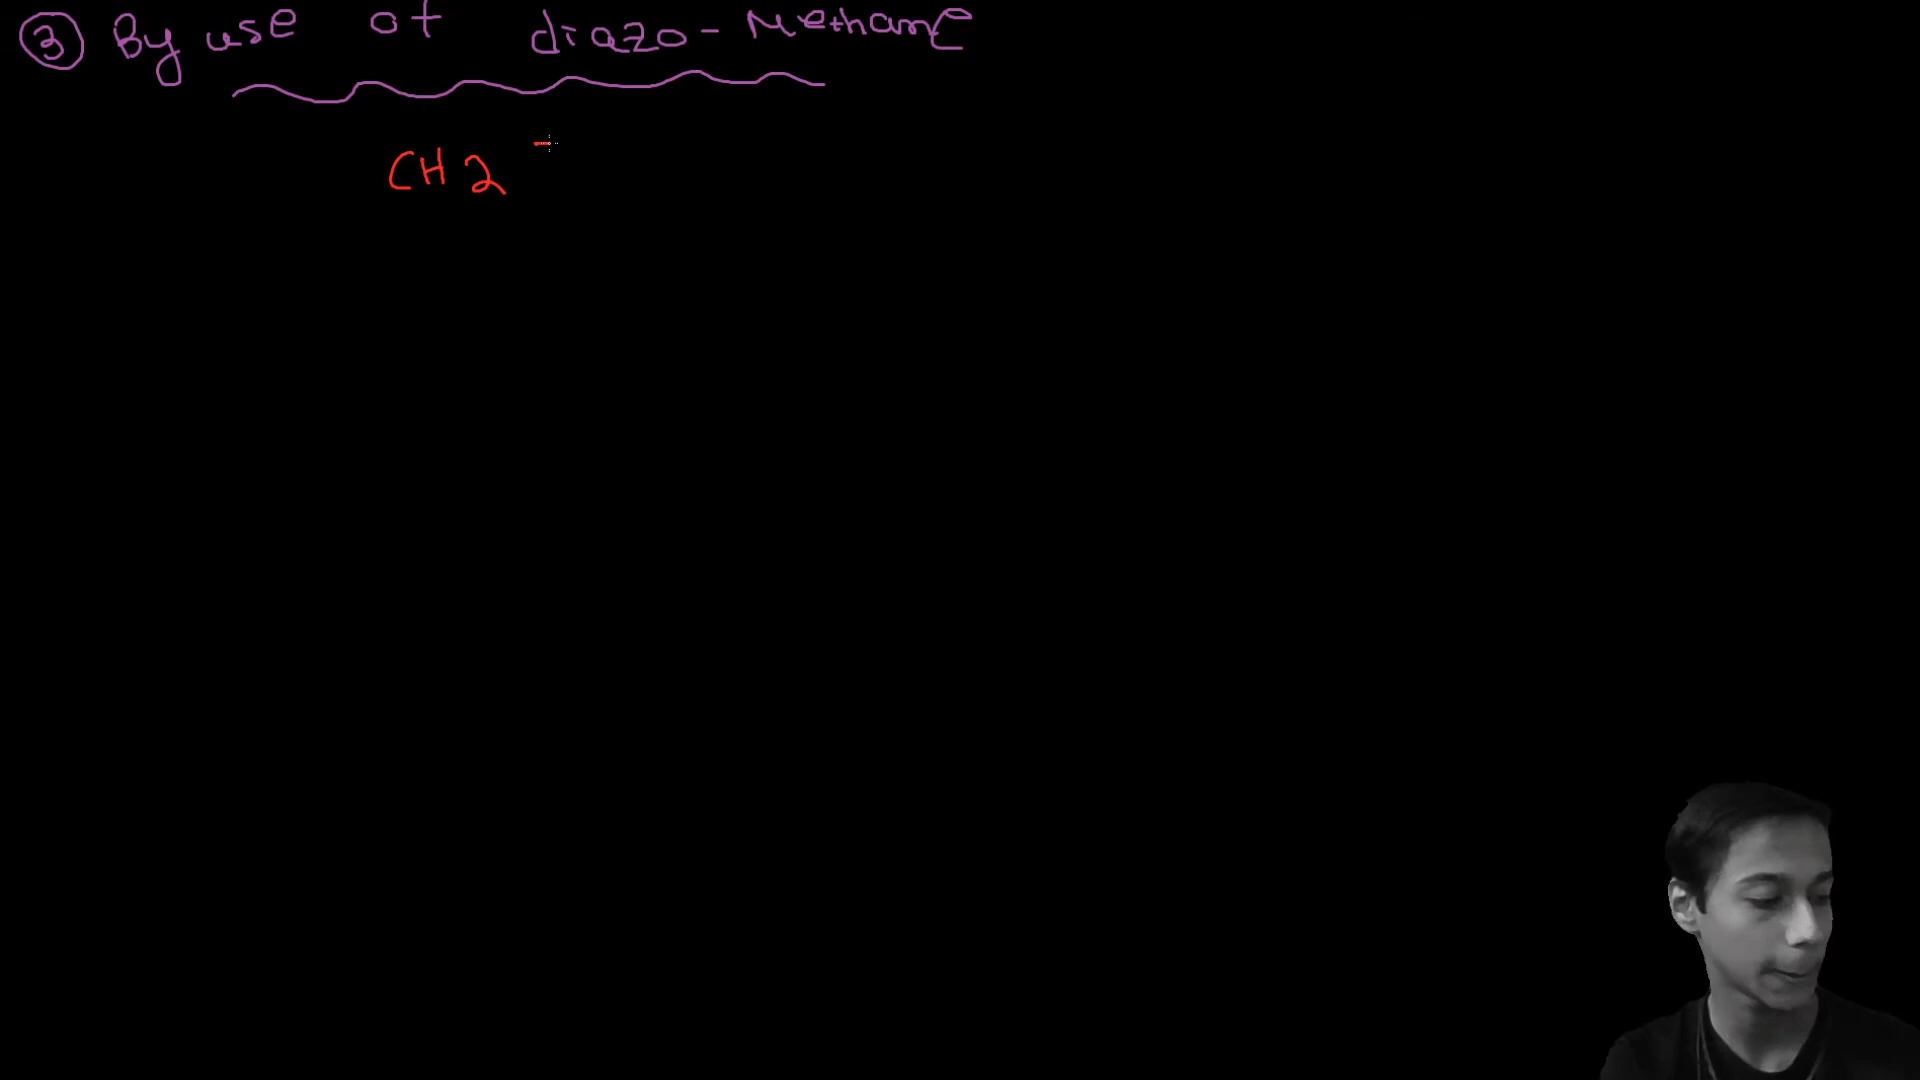 ③ By use of diazo-Methane
CH2